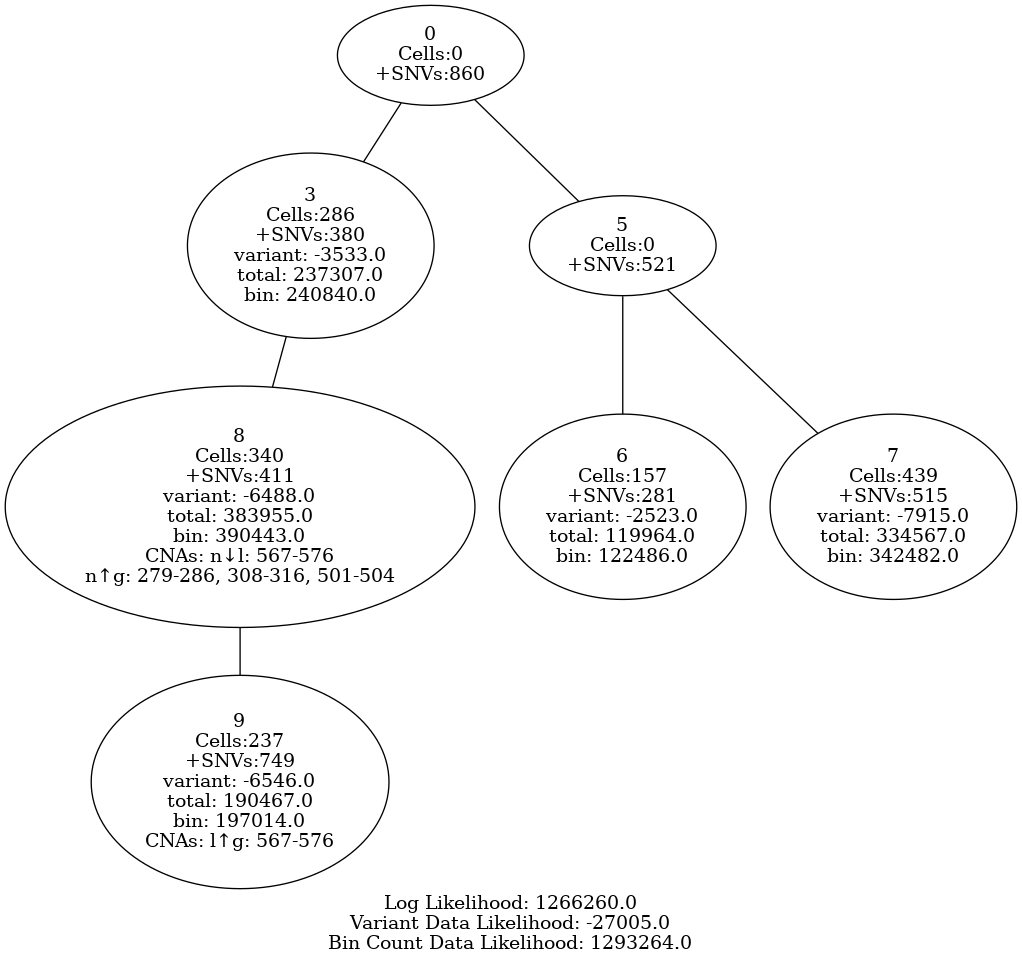 0
Cells:0
+SNVs:860
3
Cells:286
+SNVs:380
variant: -3533.0
total: 237307.0
bin: 240840.0
5
Cells:0
+SNVs:521
8
Cells:340
+SNVs:411
variant: -6488.0
total: 383955.0
bin: 390443.0
CNAs: n↓l: 567-576
n↑g: 279-286, 308-316, 501-504
6
Cells:157
+SNVs:281
variant: -2523.0
total: 119964.0
bin: 122486.0
7
Cells:439
+SNVs:515
variant: -7915.0
total: 334567.0
bin: 342482.0
9
Cells:237
+SNVs:749
variant: -6546.0
total: 190467.0
bin: 197014.0
CNAs: l↑g: 567-576
Log Likelihood: 1266260.0
Variant Data Likelihood: -27005.0
Bin Count Data Likelihood: 1293264.0